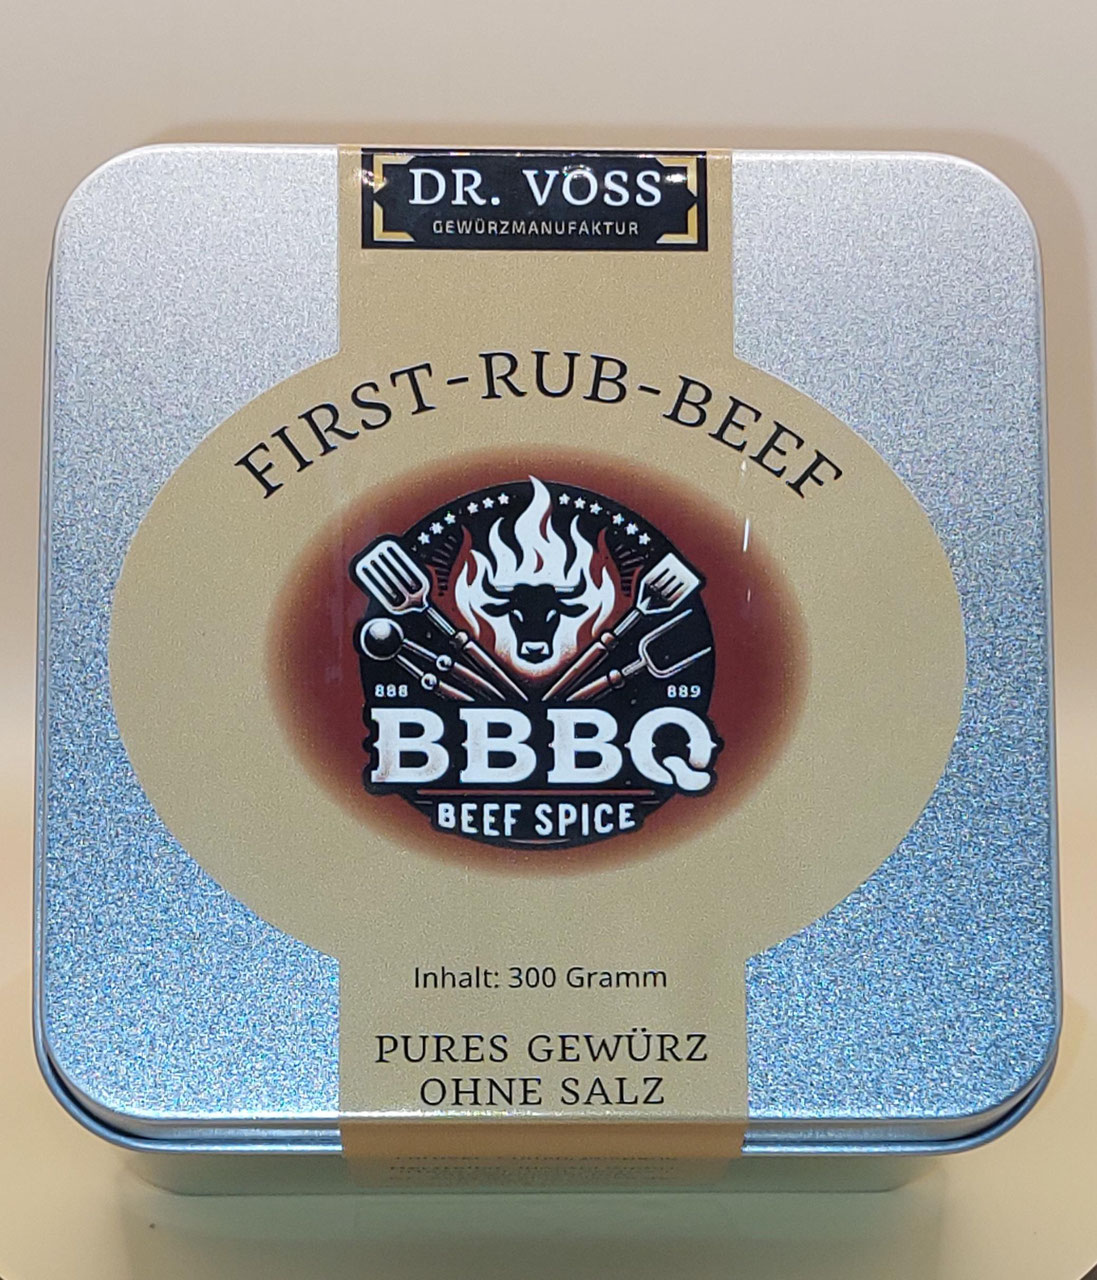 DR. VOSS
GEWÜRZMANUFAKTUR
FIRST-RUB-BEEF
888 889
BBBQ
BEEF SPICE
Inhalt: 300 Gramm
PURES GEWÜRZ
OHNE SALZ